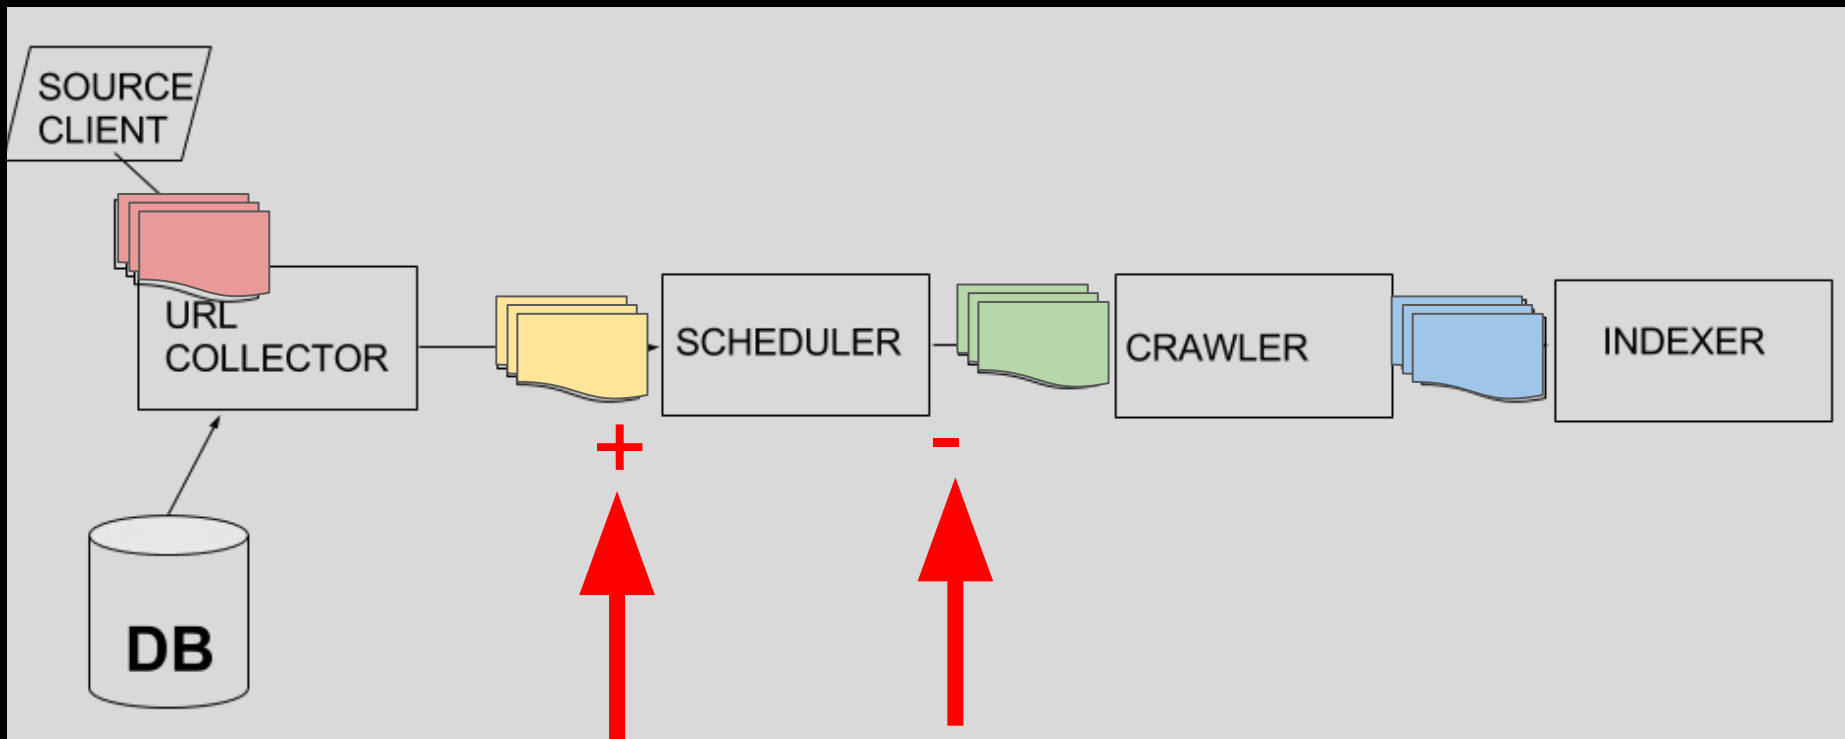 SOURCE
CLIENT
URL
COLLECTOR
SCHEDULER
CRAWLER
INDEXER
+
-
DB